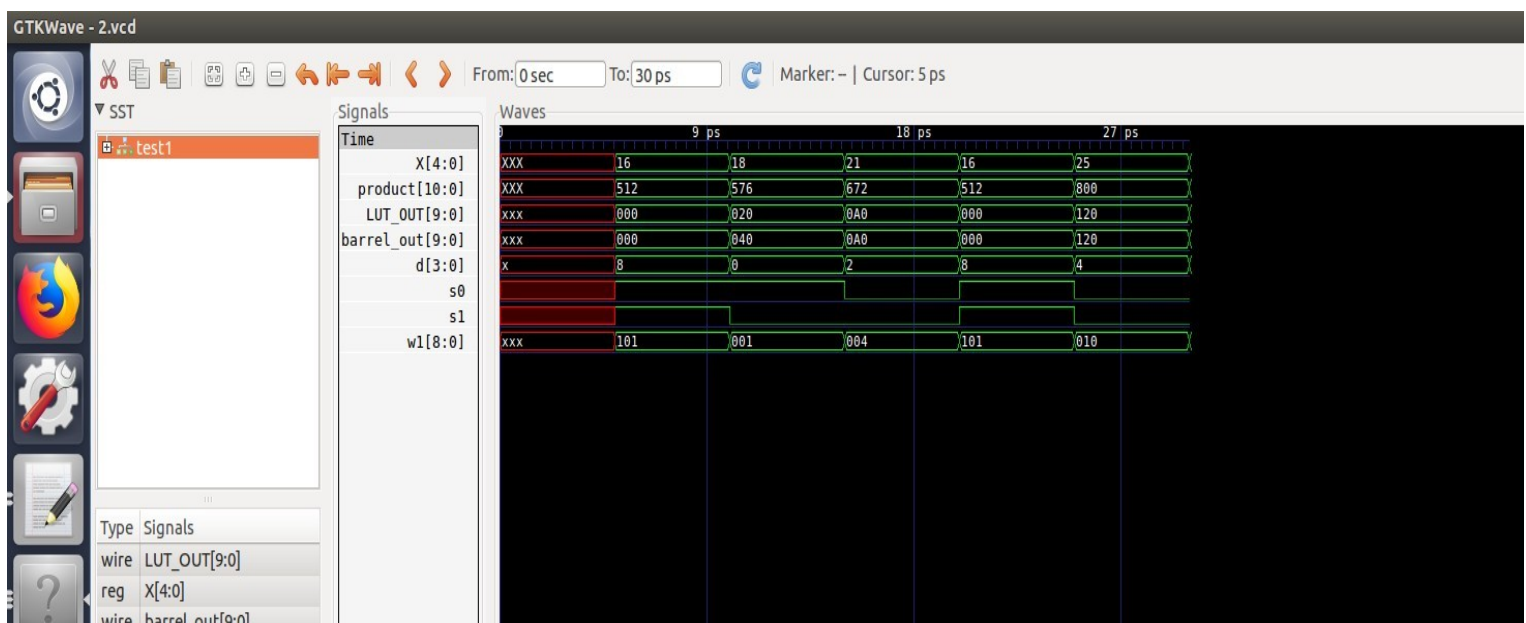 GTKWave - 2.vcd
From: 0 sec To: 30 ps Marker: -- | Cursor: 5 ps
▼ SST
test1
Type Signals
wire LUT_OUT[9:0]
reg X[4:0]
wire barrel_out[9:0]
Signals
Time
X[4:0]
product[10:0]
LUT_OUT[9:0]
barrel_out[9:0]
d[3:0]
s0
s1
w1[8:0]
Waves
0 9 ps 18 ps 27 ps
XXX 16 18 21 16 25
XXX 512 576 672 512 800
xxx 000 020 0A0 000 120
xxx 000 040 0A0 000 120
x 8 0 2 8 4
xxx 101 001 004 101 010